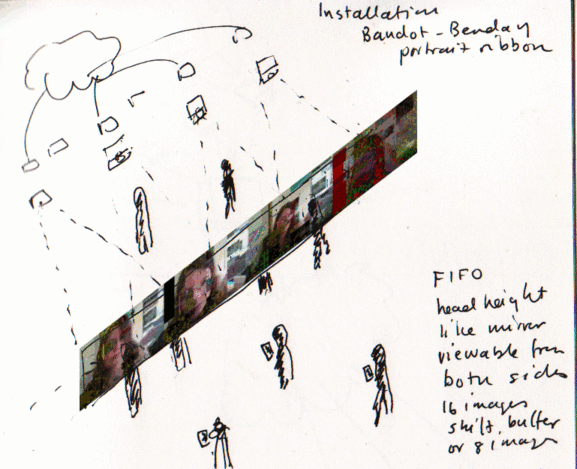 Installation
Baudot-Benday
portrait ribbon
FIFO
head height
like mirror
viewable from
both sides
16 images
shift buffer
or 8 image